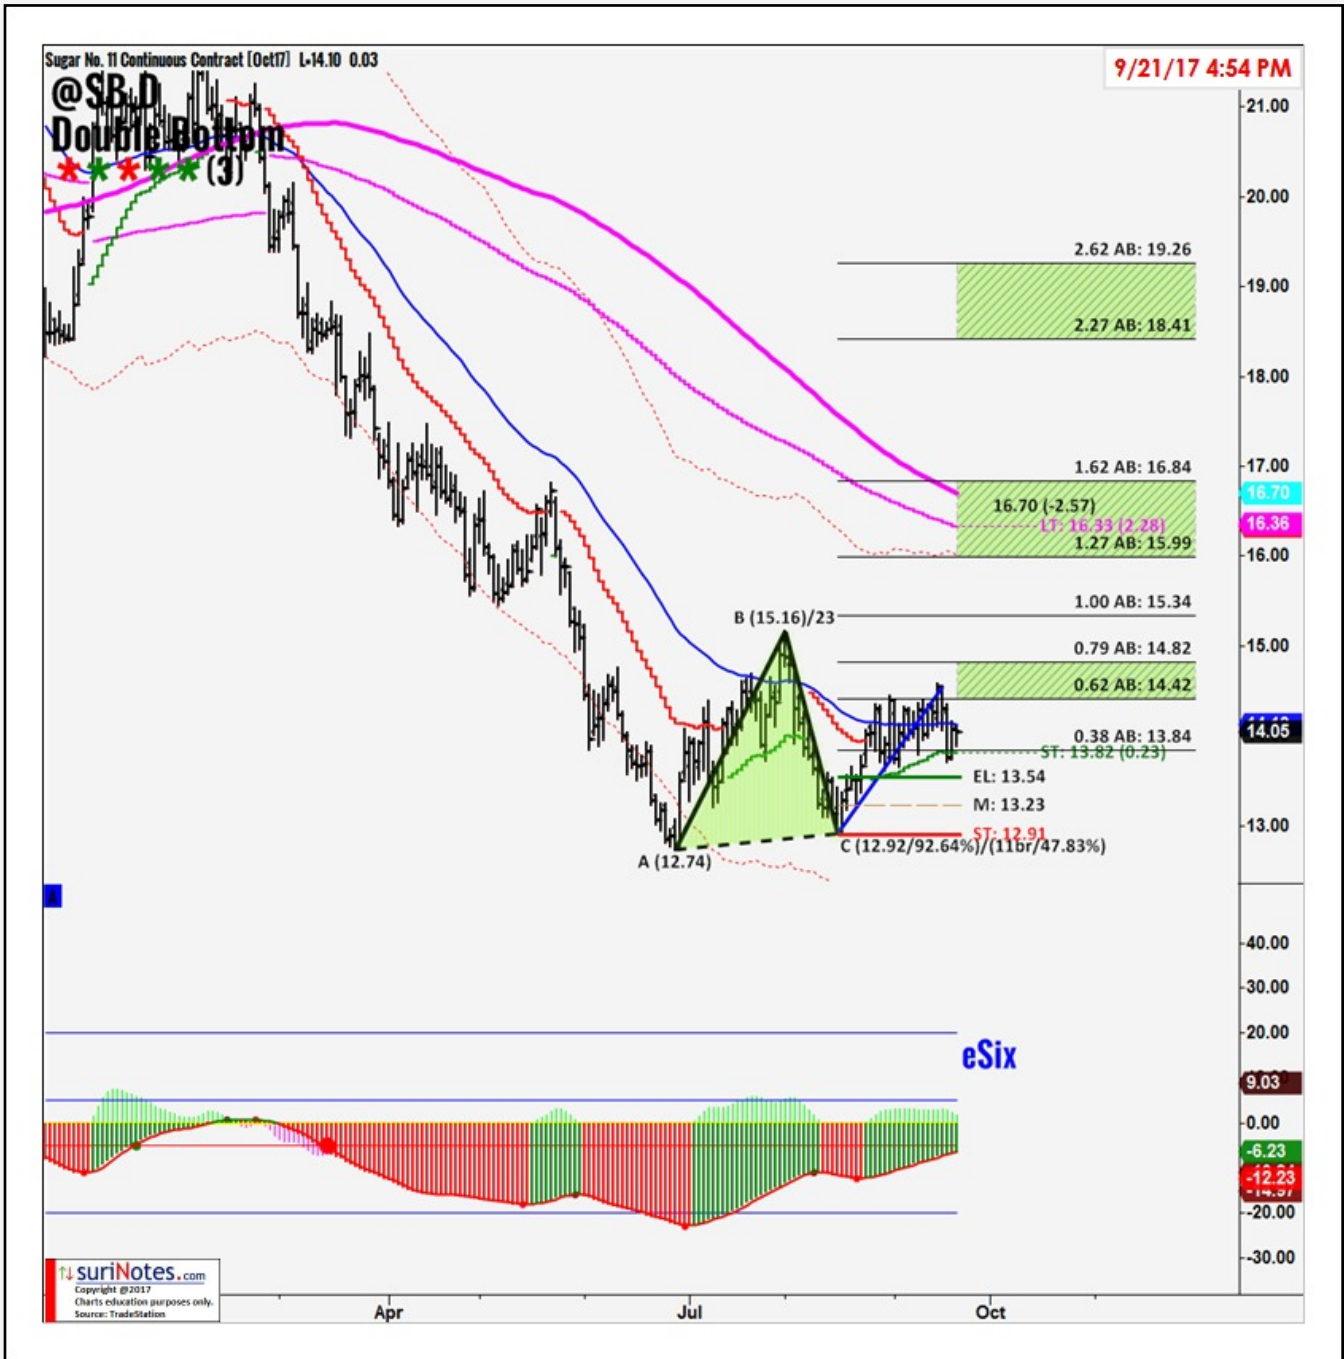 Sugar No. 11 Continuous Contract [Oct17] L=14.10 0.03
9/21/17 4:54 PM
@SB.D
Double Bottom
* * * * * (3)
21.00
20.00
19.00
18.00
17.00
16.70
16.36
16.00
15.00
14.05
13.00
2.62 AB: 19.26
2.27 AB: 18.41
1.62 AB: 16.84
16.70 (-2.57)
LT: 16.33 (2.28)
1.27 AB: 15.99
1.00 AB: 15.34
B (15.16)/23
0.79 AB: 14.82
0.62 AB: 14.42
0.38 AB: 13.84
ST: 13.82 (0.23)
EL: 13.54
M: 13.23
ST: 12.91
C (12.92/92.64%)/(11br/47.83%)
A (12.74)
40.00
30.00
20.00
eSix
9.03
0.00
-6.23
-12.23
-20.00
-30.00
suriNotes.com
Copyright @2017
Charts education purposes only.
Source: TradeStation
Apr
Jul
Oct